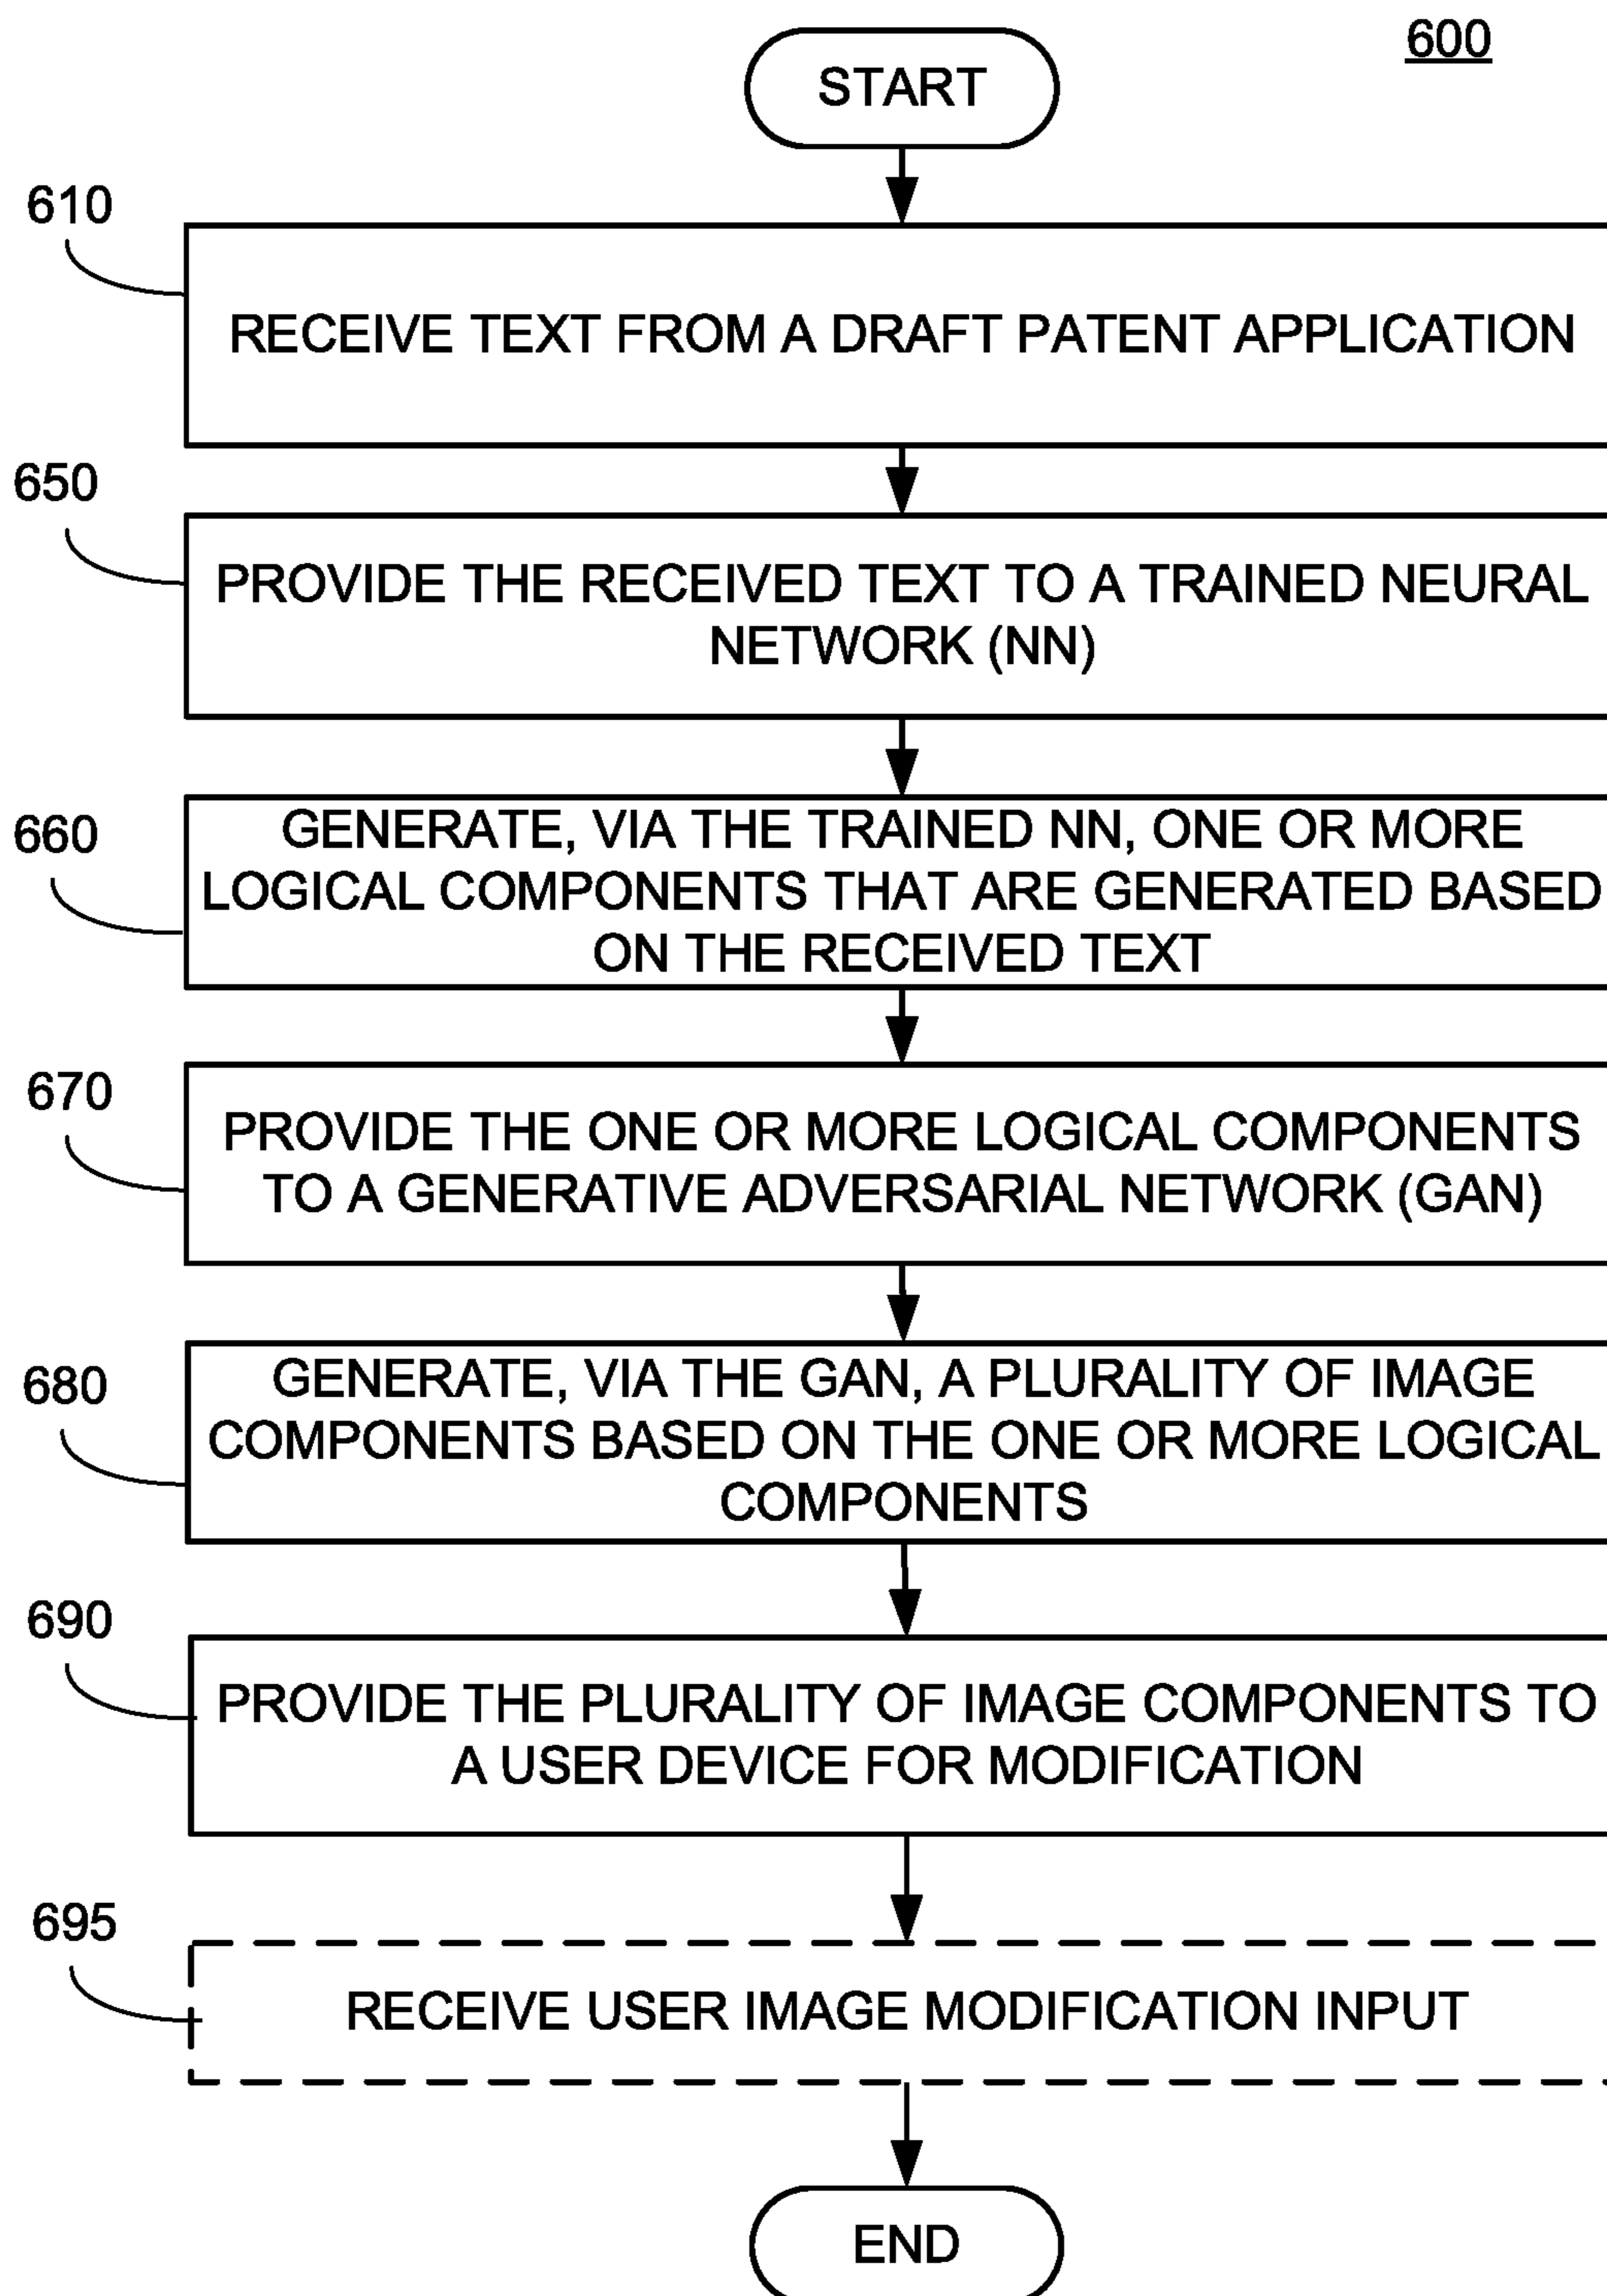 600
START
610
RECEIVE TEXT FROM A DRAFT PATENT APPLICATION
650
PROVIDE THE RECEIVED TEXT TO A TRAINED NEURAL
NETWORK (NN)
660
GENERATE, VIA THE TRAINED NN, ONE OR MORE
LOGICAL COMPONENTS THAT ARE GENERATED BASED
ON THE RECEIVED TEXT
670
PROVIDE THE ONE OR MORE LOGICAL COMPONENTS
TO A GENERATIVE ADVERSARIAL NETWORK (GAN)
680
GENERATE, VIA THE GAN, A PLURALITY OF IMAGE
COMPONENTS BASED ON THE ONE OR MORE LOGICAL
COMPONENTS
690
PROVIDE THE PLURALITY OF IMAGE COMPONENTS TO
A USER DEVICE FOR MODIFICATION
695
RECEIVE USER IMAGE MODIFICATION INPUT
END